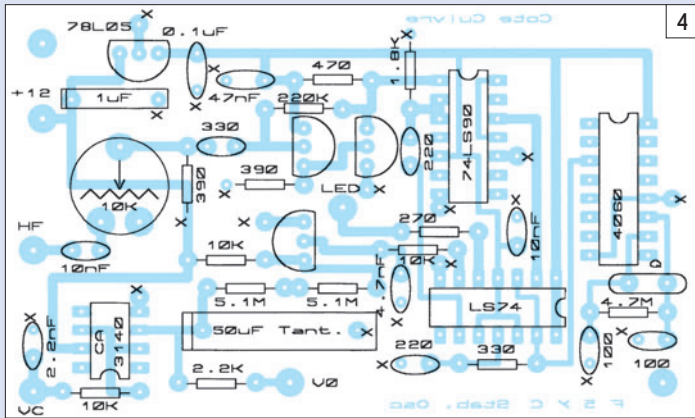 4
78L05
0.1uF
Cote Cuivre
X
+12
1uF
X
X
47nF
X
470
220K
X
1.8K
330
390
390
10K
X
X
X
LED
X
220
X
74LS90
X
X
4060
X
HF
10nF
X
10K
270
10K
X
10nF
X
Q
X
CA
3140
X
2.2nF
5.1M
5.1M
4.7nF
X
50uF Tant.
X
LS74
4.7M
X
VC
10K
X
2.2K
V0
X
220
330
100
X
100
X
F5YC Stab. Osc